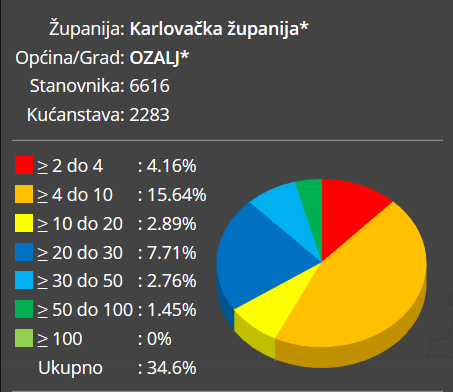 Županija: Karlovačka županija*
Općina/Grad: OZALJ*
Stanovnika: 6616
Kućanstava: 2283
≥ 2 do 4 : 4.16%
≥ 4 do 10 : 15.64%
≥ 10 do 20 : 2.89%
≥ 20 do 30 : 7.71%
≥ 30 do 50 : 2.76%
≥ 50 do 100 : 1.45%
≥ 100 : 0%
Ukupno : 34.6%